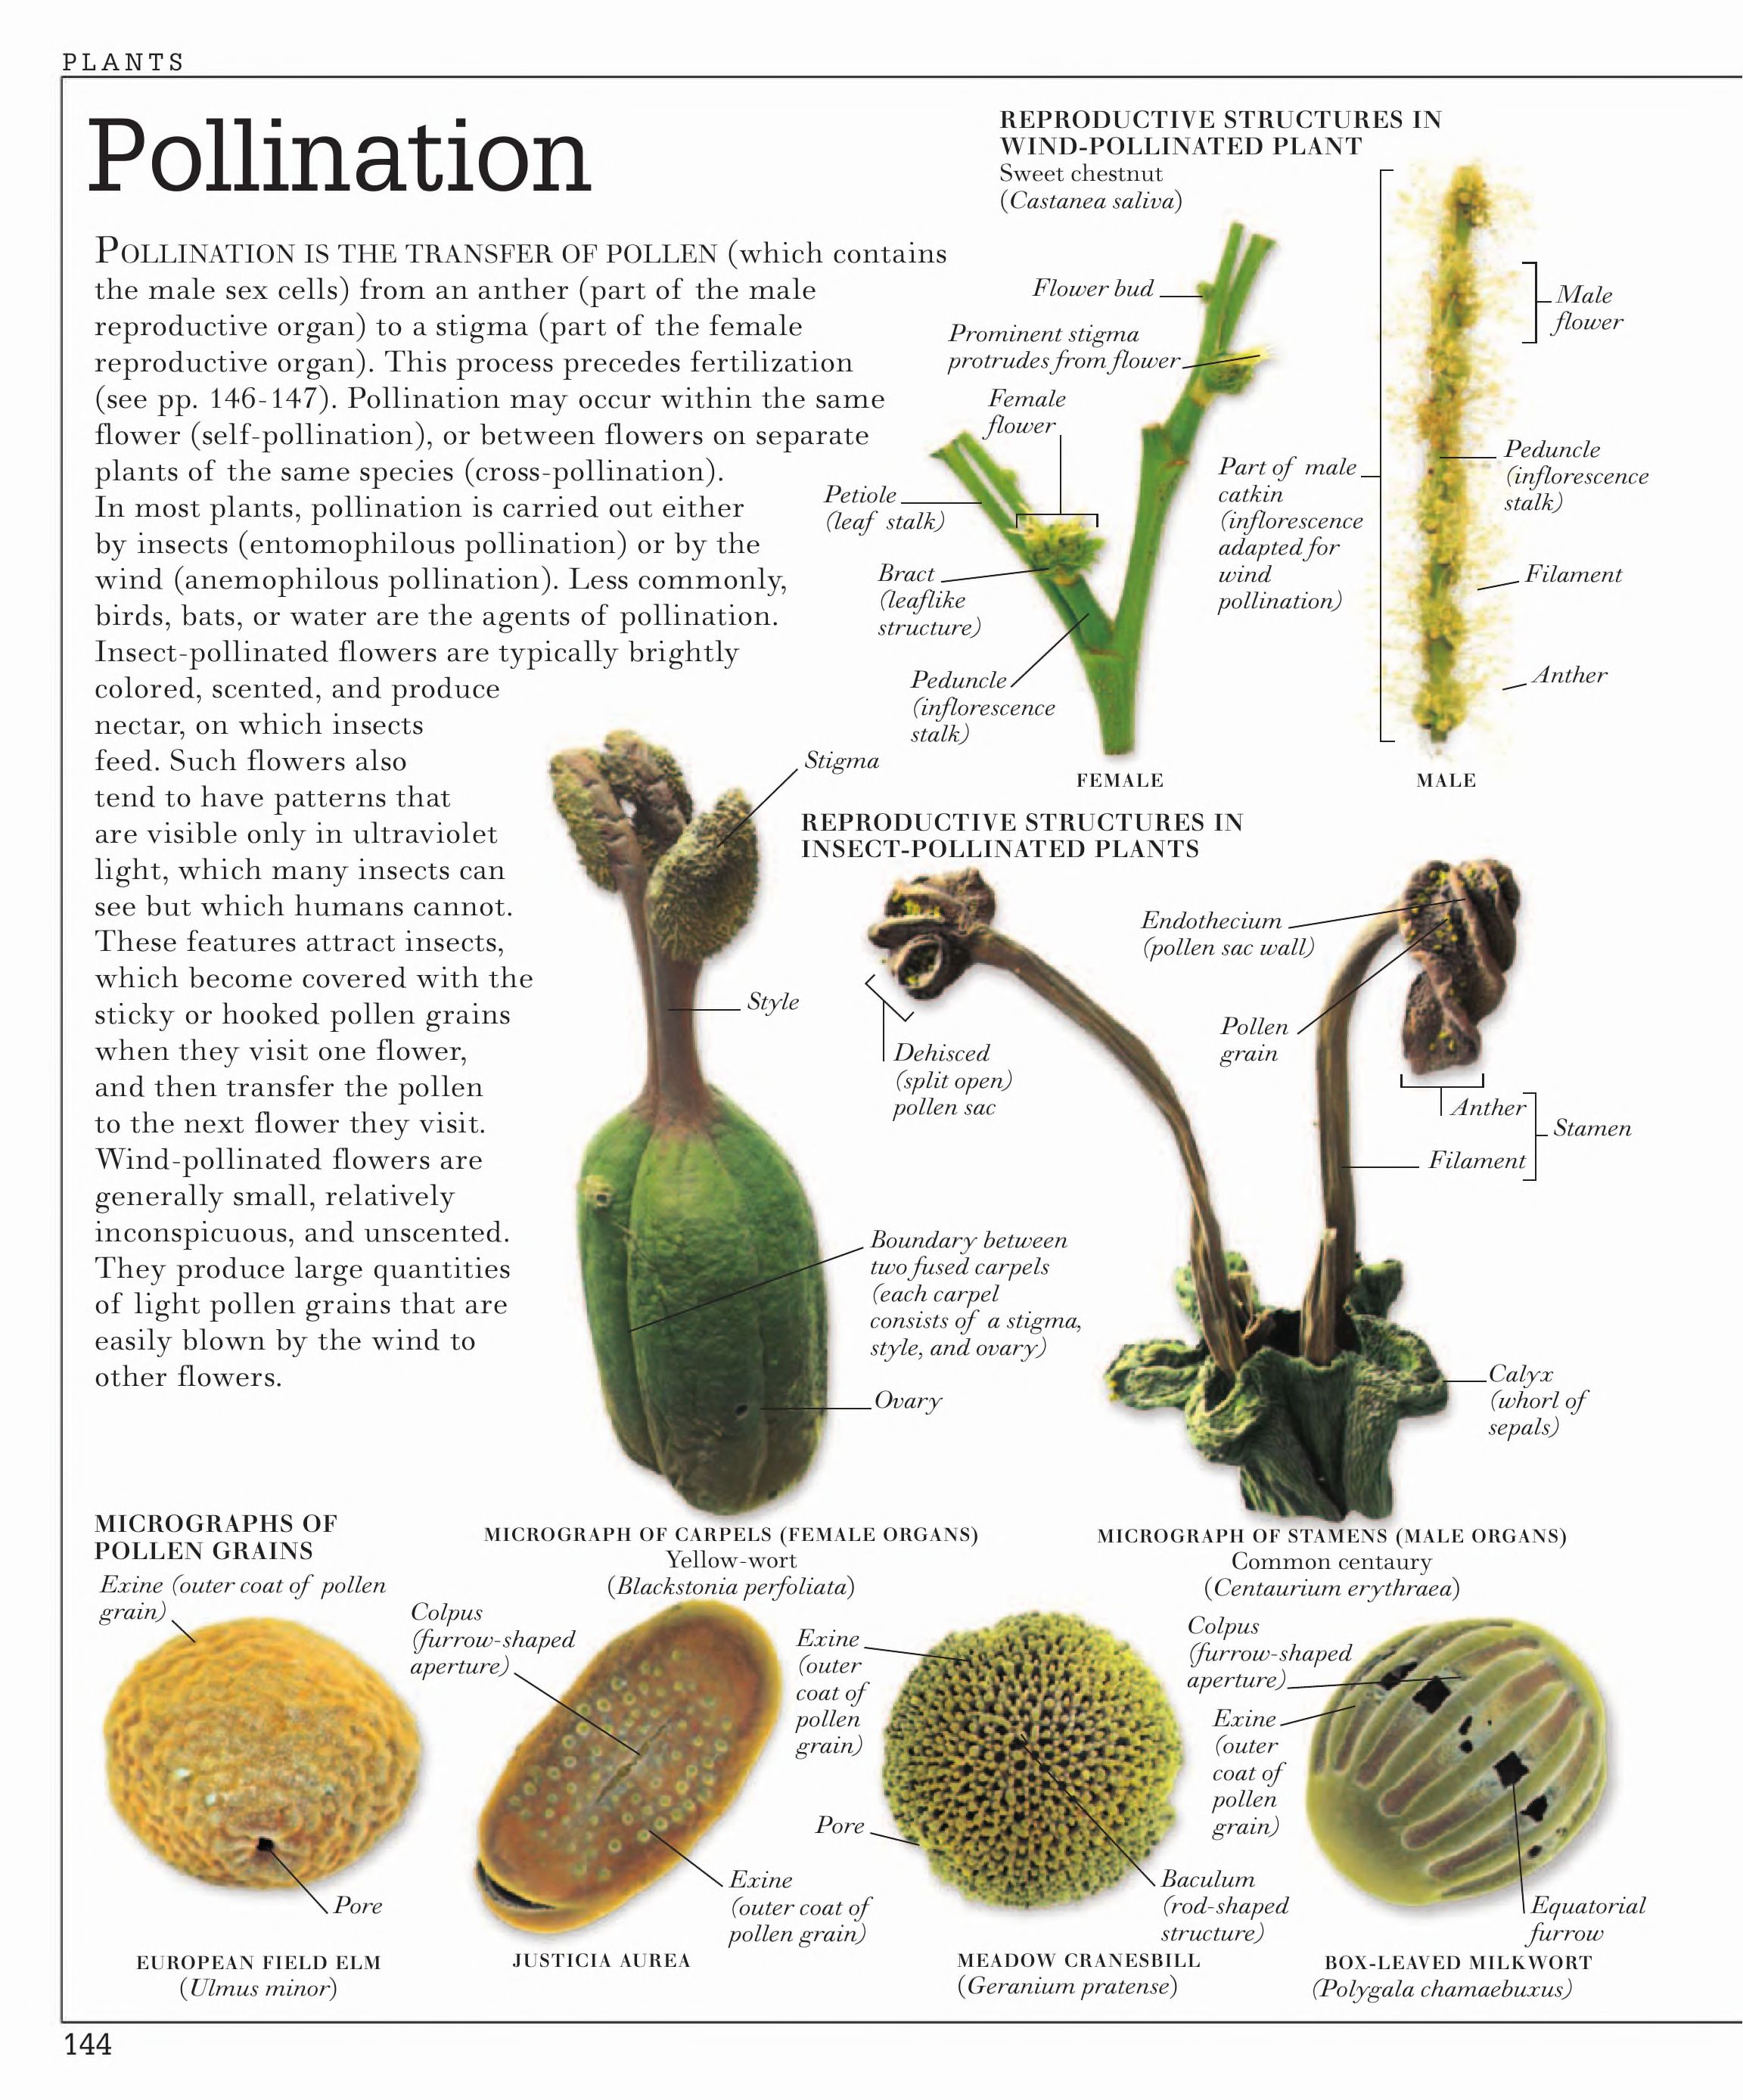 PLANTS
Pollination
POLLINATION IS THE TRANSFER OF POLLEN (which contains
the male sex cells) from an anther (part of the male
reproductive organ) to a stigma (part of the female
reproductive organ). This process precedes fertilization
(see pp. 146-147). Pollination may occur within the same
flower (self-pollination), or between flowers on separate
plants of the same species (cross-pollination).
In most plants, pollination is carried out either
by insects (entomophilous pollination) or by the
wind (anemophilous pollination). Less commonly,
birds, bats, or water are the agents of pollination.
Insect-pollinated flowers are typically brightly
colored, scented, and produce
nectar, on which insects
feed. Such flowers also
tend to have patterns that
are visible only in ultraviolet
light, which many insects can
see but which humans cannot.
These features attract insects,
which become covered with the
sticky or hooked pollen grains
when they visit one flower,
and then transfer the pollen
to the next flower they visit.
Wind-pollinated flowers are
generally small, relatively
inconspicuous, and unscented.
They produce large quantities
of light pollen grains that are
easily blown by the wind to
other flowers.
REPRODUCTIVE STRUCTURES IN
WIND-POLLINATED PLANT
Sweet chestnut
(Castanea saliva)
Flower bud
Prominent stigma
protrudes from flower
Female
flower
Petiole
(leaf stalk)
Bract
(leaflike
structure)
Peduncle
(inflorescence
stalk)
FEMALE
Part of male
catkin
(inflorescence
adapted for
wind
pollination)
Male
flower
Peduncle
(inflorescence
stalk)
Filament
Anther
MALE
REPRODUCTIVE STRUCTURES IN
INSECT-POLLINATED PLANTS
Stigma
Style
Boundary between
two fused carpels
(each carpel
consists of a stigma,
style, and ovary)
Ovary
MICROGRAPH OF CARPELS (FEMALE ORGANS)
Yellow-wort
(Blackstonia perfoliata)
Dehisced
(split open)
pollen sac
Endothecium
(pollen sac wall)
Pollen
grain
Anther
Stamen
Filament
Calyx
(whorl of
sepals)
MICROGRAPH OF STAMENS (MALE ORGANS)
Common centaury
(Centaurium erythraea)
MICROGRAPHS OF
POLLEN GRAINS
Exine (outer coat of pollen
grain)
Pore
EUROPEAN FIELD ELM
(Ulmus minor)
Colpus
(furrow-shaped
aperture)
Exine
(outer coat of
pollen grain)
JUSTICIA AUREA
Exine
(outer
coat of
pollen
grain)
Pore
Baculum
(rod-shaped
structure)
MEADOW CRANESBILL
(Geranium pratense)
Colpus
(furrow-shaped
aperture)
Exine
(outer
coat of
pollen
grain)
Equatorial
furrow
BOX-LEAVED MILKWORT
(Polygala chamaebuxus)
144